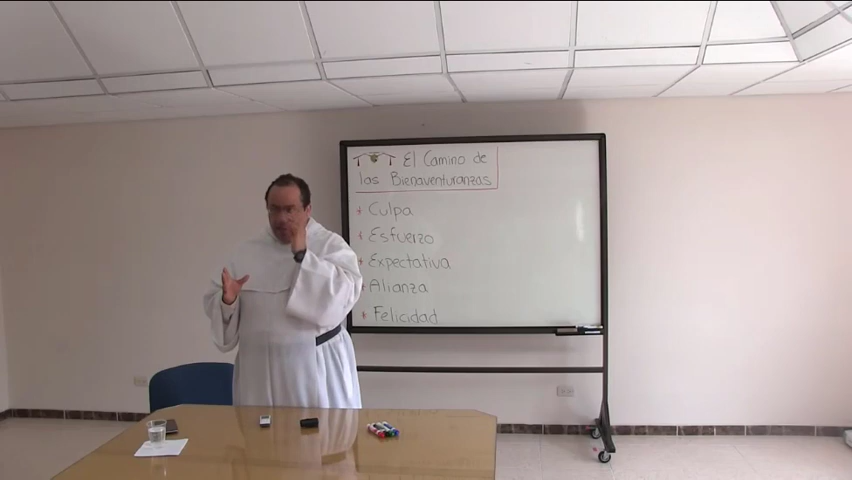 El Camino de
las Bienaventuranzas
* Culpa
* Esfuerzo
* Expectativa
* Alianza
* Felicidad